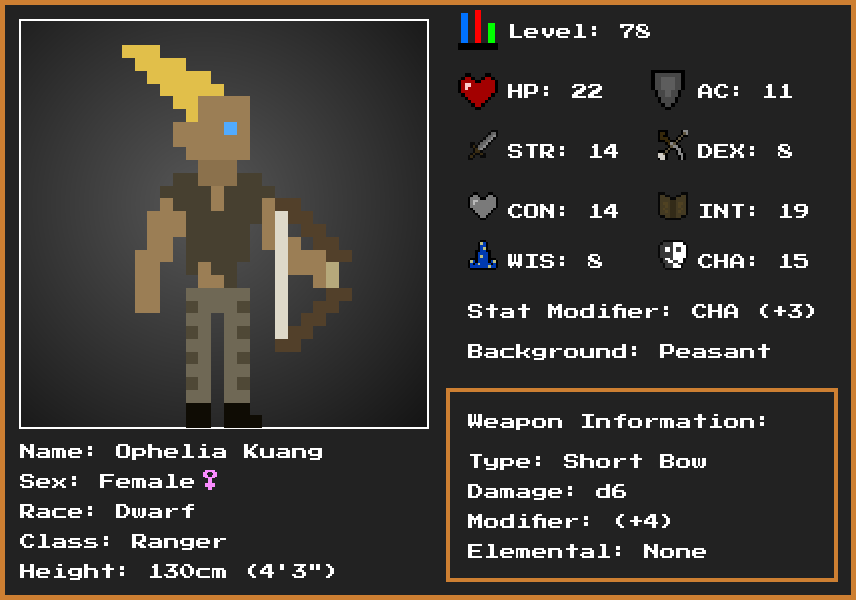 Level: 78
HP: 22 AC: 11
STR: 14 DEX: 8
CON: 14 INT: 19
WIS: 8 CHA: 15
Stat Modifier: CHA (+3)
Background: Peasant
Weapon Information:
Type: Short Bow
Damage: d6
Modifier: (+4)
Elemental: None
Name: Ophelia Kuang
Sex: Female♀
Race: Dwarf
Class: Ranger
Height: 130cm (4'3")